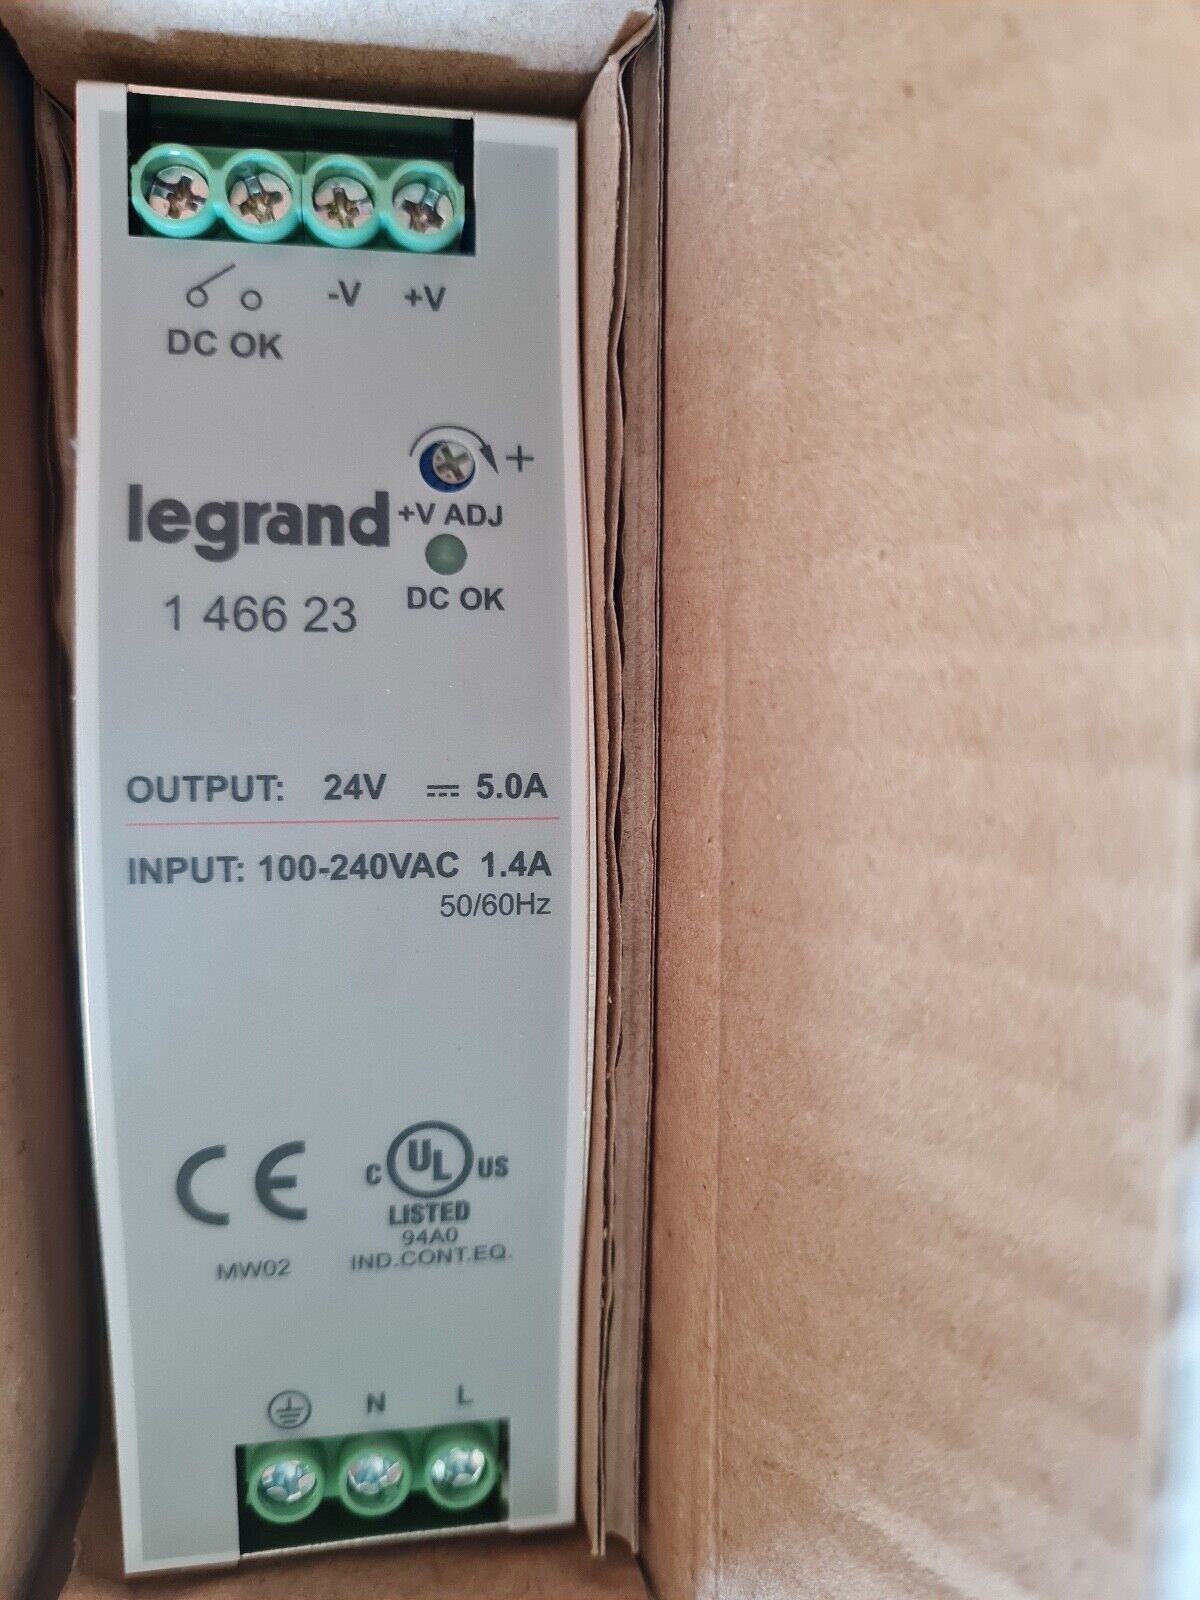 -V +V
DC OK
+
legrand +V ADJ
DC OK
1 466 23
OUTPUT: 24V 5.0A
INPUT: 100-240VAC 1.4A
50/60Hz
CE
C UL US
LISTED
94A0
MW02 IND.CONT.EQ.
N L